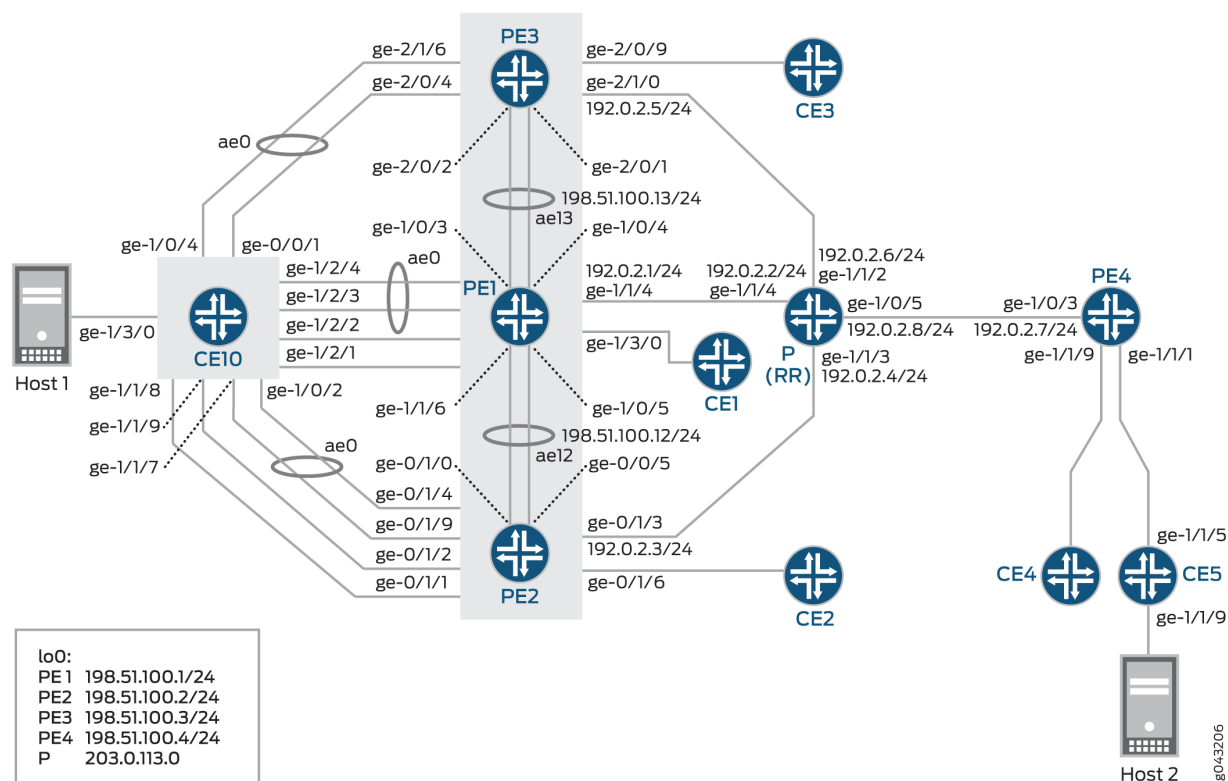 PE3
ge-2/1/6
ge-2/0/9
ge-2/0/4
ge-2/1/0
192.0.2.5/24
CE3
ae0
ge-2/0/2
ge-2/0/1
198.51.100.13/24
ae13
ge-1/0/3
ge-1/0/4
ge-1/0/4
ge-0/0/1
ae0
192.0.2.6/24
ge-1/1/2
ge-1/2/4
192.0.2.1/24
192.0.2.2/24
PE4
PE1
ge-1/1/4
ge-1/1/4
ge-1/2/3
ge-1/0/5
ge-1/0/3
ge-1/3/0
ge-1/2/2
192.0.2.8/24
192.0.2.7/24
ge-1/3/0
CE10
ge-1/2/1
P
(RR)
ge-1/1/3
192.0.2.4/24
ge-1/1/9
ge-1/1/1
Host 1
ge-1/1/8
ge-1/0/2
CE1
ge-1/1/6
ge-1/0/5
ge-1/1/9
198.51.100.12/24
ae12
ae0
ge-1/1/7
ge-0/1/0
ge-0/0/5
ge-0/1/4
ge-0/1/9
ge-0/1/3
192.0.2.3/24
ge-0/1/2
ge-0/1/1
ge-0/1/6
PE2
CE2
ge-1/1/5
CE4
CE5
ge-1/1/9
lo0:
PE1 198.51.100.1/24
PE2 198.51.100.2/24
PE3 198.51.100.3/24
PE4 198.51.100.4/24
P 203.0.113.0
Host 2
g043206